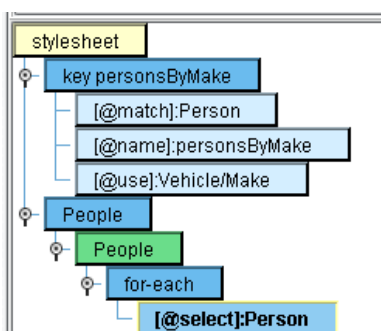 stylesheet
key personsByMake
[@match]:Person
[@name]:personsByMake
[@use]:Vehicle/Make
People
People
for-each
[@select]:Person